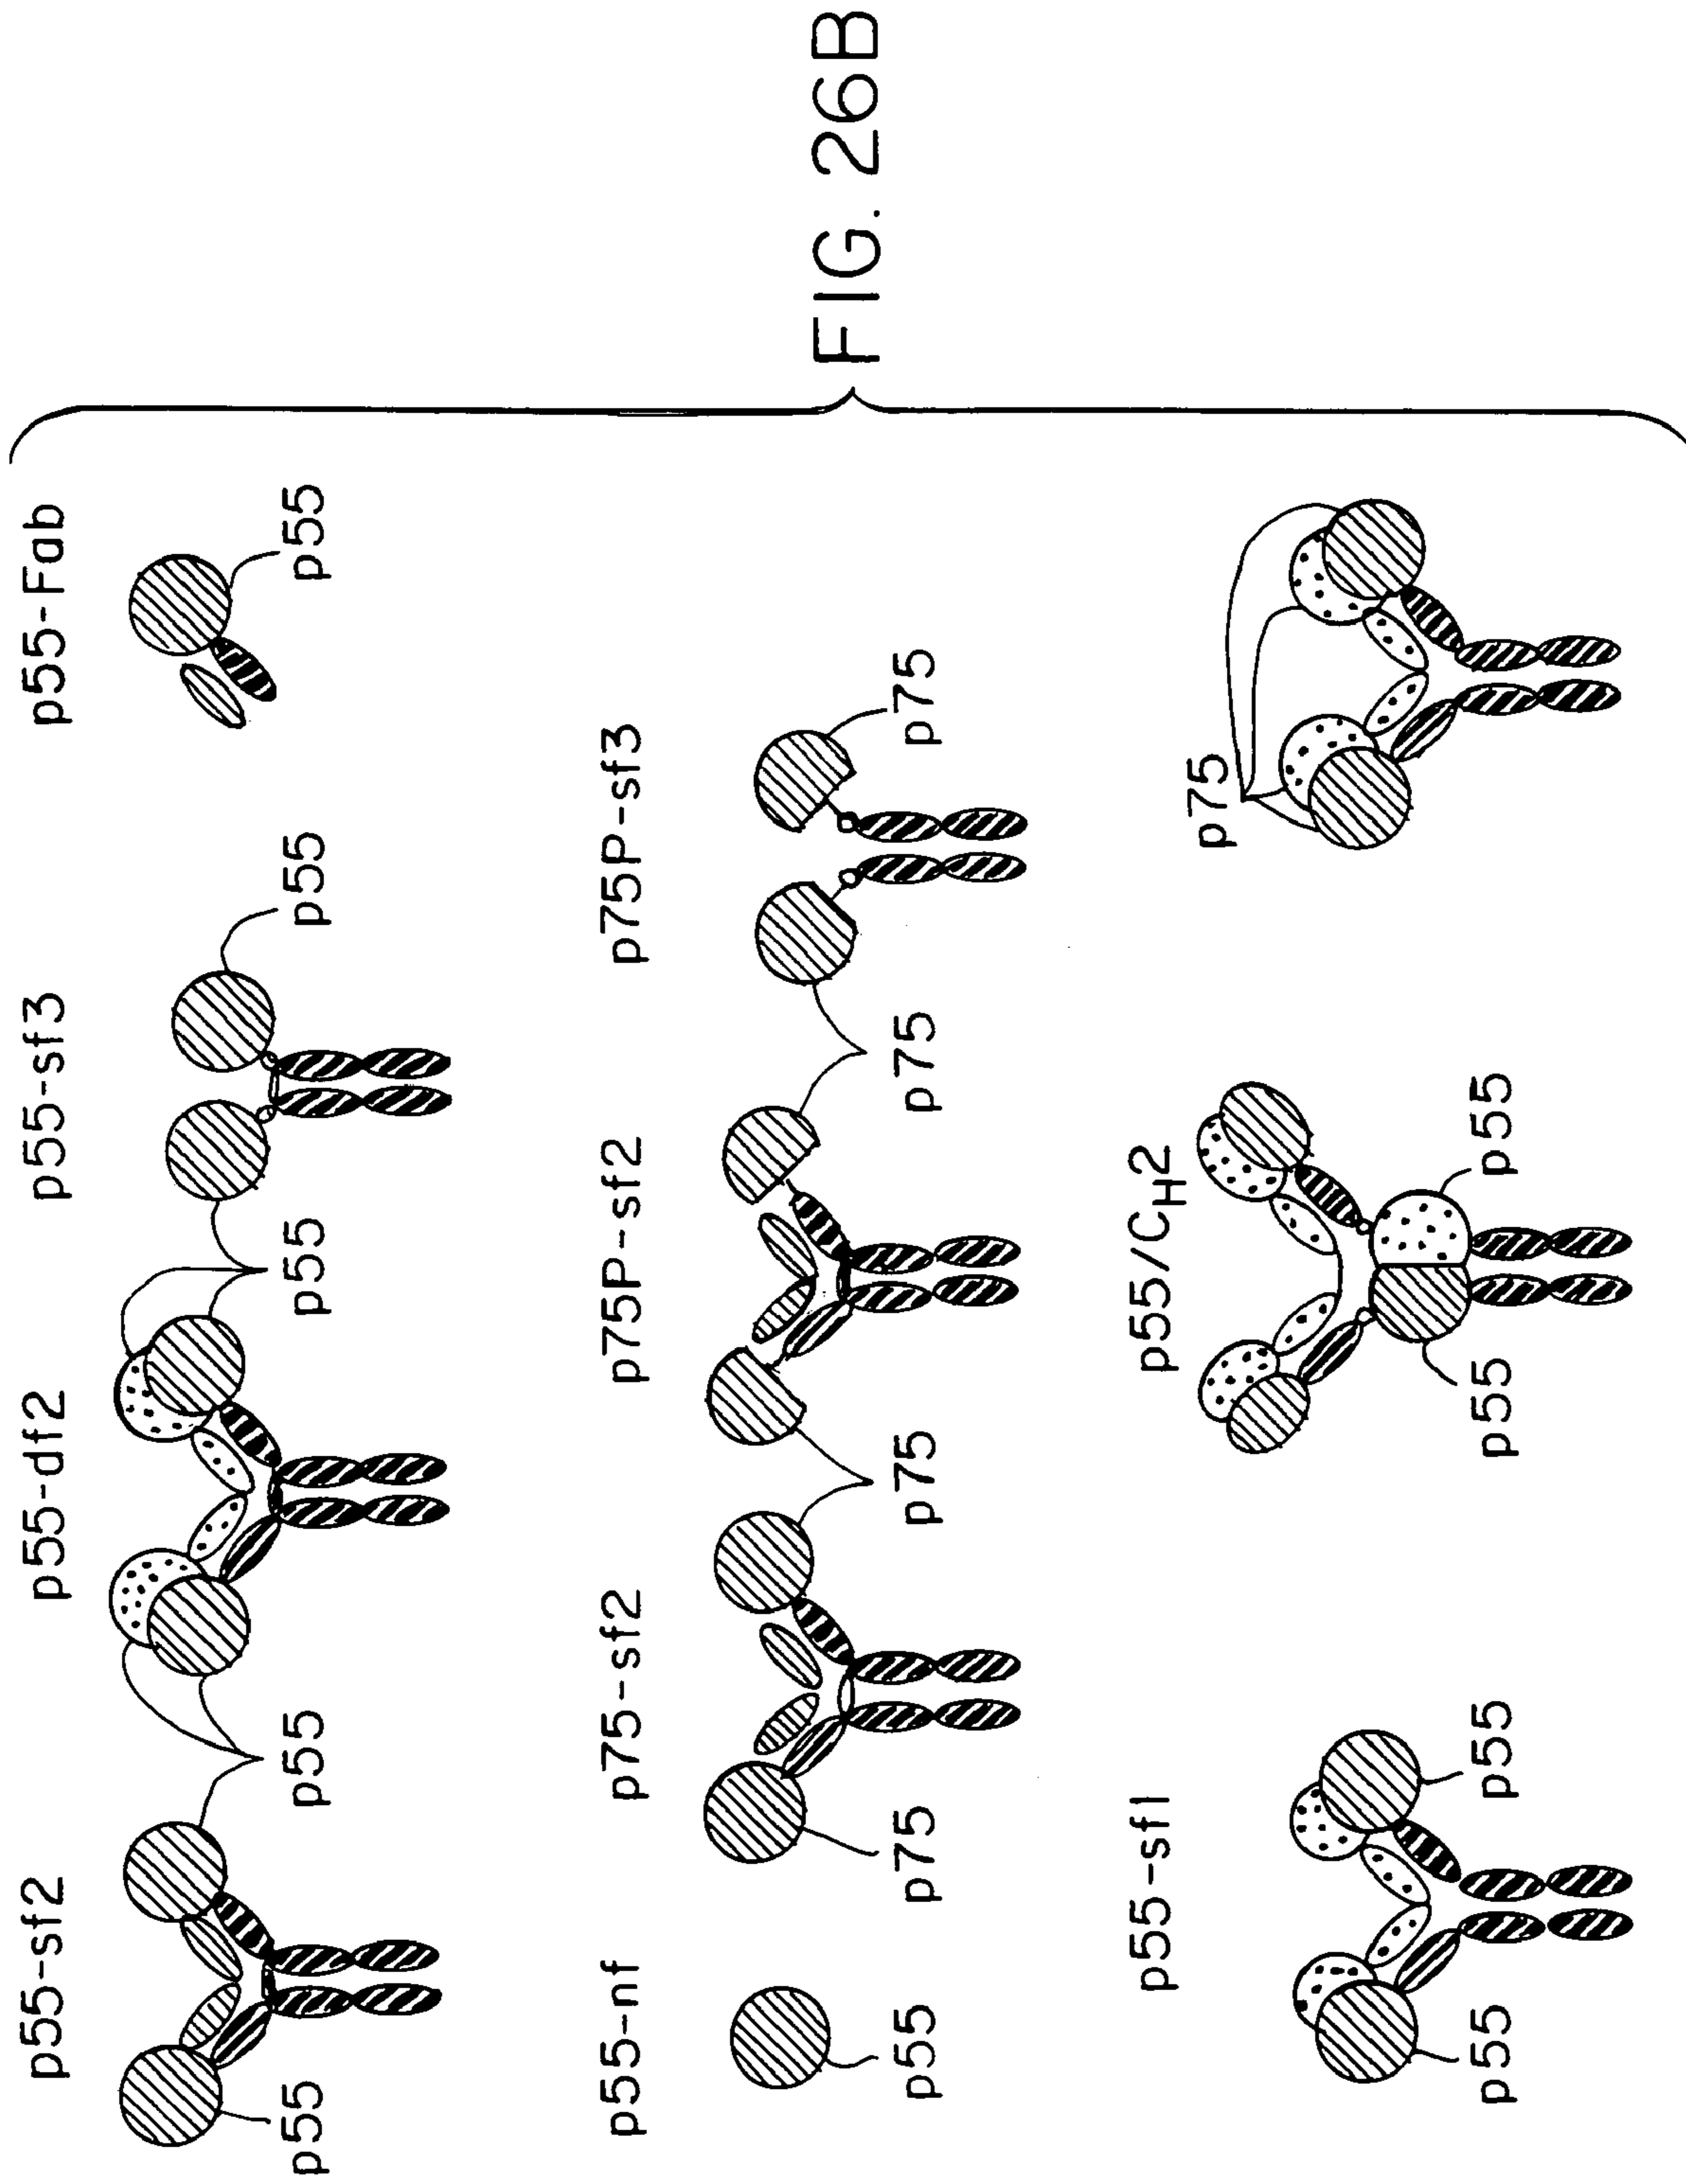 p55-sf2 p55-df2 p55-sf3 p55-Fab
p55 p55 p55 p55 p55
p55-nf p75-sf2 p75P-sf2 p75P-sf3
p55 p75 p75 p75 p75
p55-sf1 p55/CH2 p75
p55 p55 p55 p55
FIG. 26B